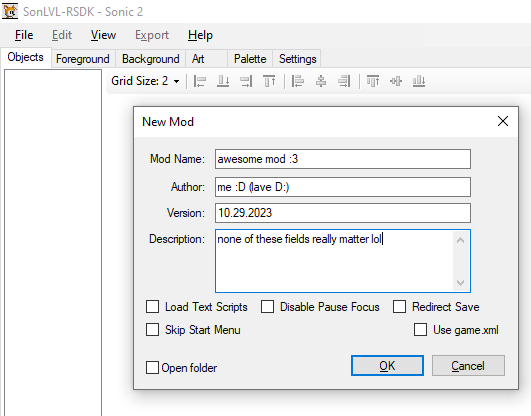 SonLVL-RSDK - Sonic 2
File Edit View Export Help
Objects Foreground Background Art Palette Settings
Grid Size: 2
New Mod
Mod Name: awesome mod :3
Author: me :D (lave D:)
Version: 10.29.2023
Description: none of these fields really matter lol
Load Text Scripts Disable Pause Focus Redirect Save
Skip Start Menu Use game.xml
Open folder OK Cancel